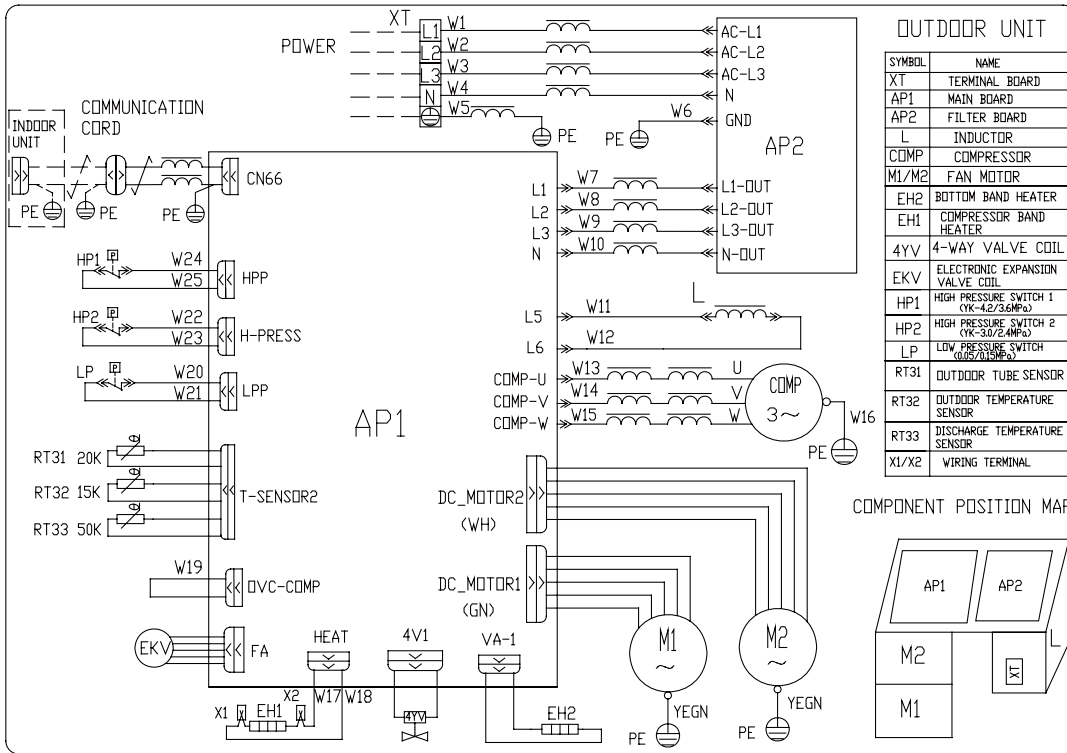 OUTDOOR UNIT
SYMBOL NAME
XT TERMINAL BOARD
AP1 MAIN BOARD
AP2 FILTER BOARD
L INDUCTOR
COMP COMPRESSOR
M1/M2 FAN MOTOR
EH2 BOTTOM BAND HEATER
EH1 COMPRESSOR BAND
HEATER
4YV 4-WAY VALVE COIL
EKV ELECTRONIC EXPANSION
VALVE COIL
HP1 HIGH PRESSURE SWITCH 1
(YK-4.2/3.6MPa)
HP2 HIGH PRESSURE SWITCH 2
(YK-3.0/2.4MPa)
LP LOW PRESSURE SWITCH
(0.05/0.15MPa)
RT31 OUTDOOR TUBE SENSOR
RT32 OUTDOOR TEMPERATURE
SENSOR
RT33 DISCHARGE TEMPERATURE
SENSOR
X1/X2 WIRING TERMINAL
COMPONENT POSITION MAP
AP1 AP2
M2
M1
XT
L
POWER
XT
L1 W1 AC-L1
L2 W2 AC-L2
L3 W3 AC-L3
N W4 N
W5 PE
PE W6 GND
AP2
L1 W7 L1-OUT
L2 W8 L2-OUT
L3 W9 L3-OUT
N W10 N-OUT
COMMUNICATION
CORD
INDOOR
UNIT
PE PE PE
CN66
HP1 P W24
W25 HPP
HP2 P W22
W23 H-PRESS
LP P W20
W21 LPP
AP1
RT31 20K θ
RT32 15K θ
RT33 50K θ
T-SENSOR2
W19 OVC-COMP
EKV FA
L5 W11 L
L6 W12
COMP-U W13 U
COMP-V W14 V
COMP-W W15 W
COMP
3~
W16
PE
DC_MOTOR2
(WH)
DC_MOTOR1
(GN)
M1
~
M2
~
YEGN
PE
YEGN
PE
HEAT 4V1 VA-1
X1 EH1 X2 W17 W18
4YV
EH2